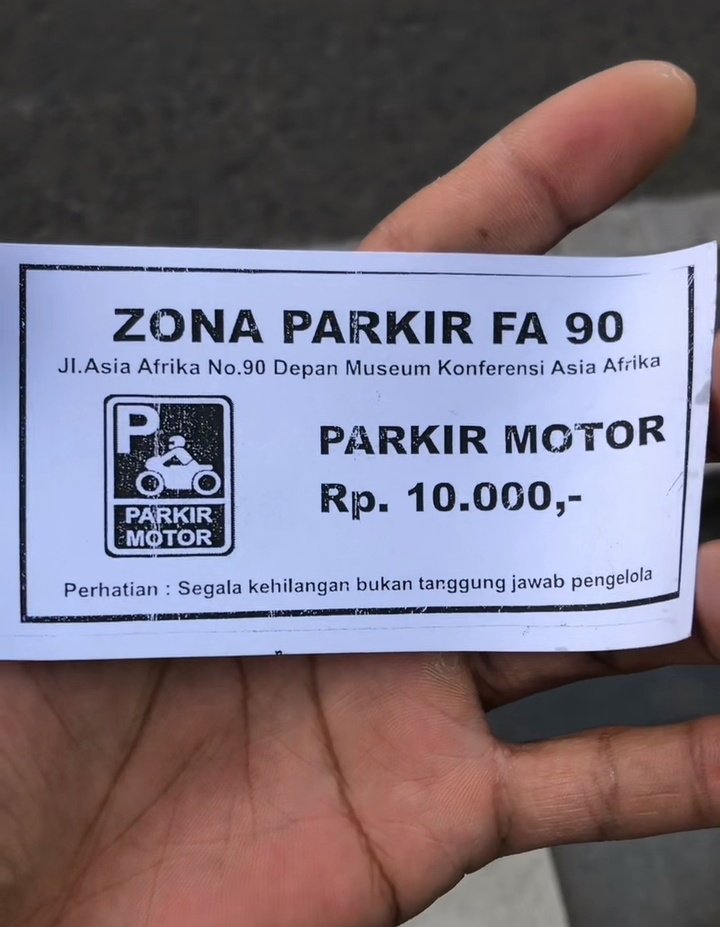 ZONA PARKIR FA 90
Jl.Asia Afrika No.90 Depan Museum Konferensi Asia Afrika
P
PARKIR
MOTOR
PARKIR MOTOR
Rp. 10.000,-
Perhatian : Segala kehilangan bukan tanggung jawab pengelola